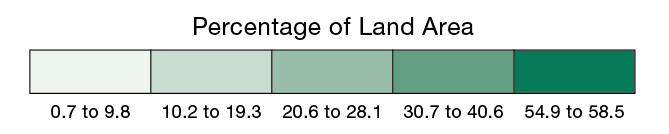 Percentage of Land Area
0.7 to 9.8 10.2 to 19.3 20.6 to 28.1 30.7 to 40.6 54.9 to 58.5